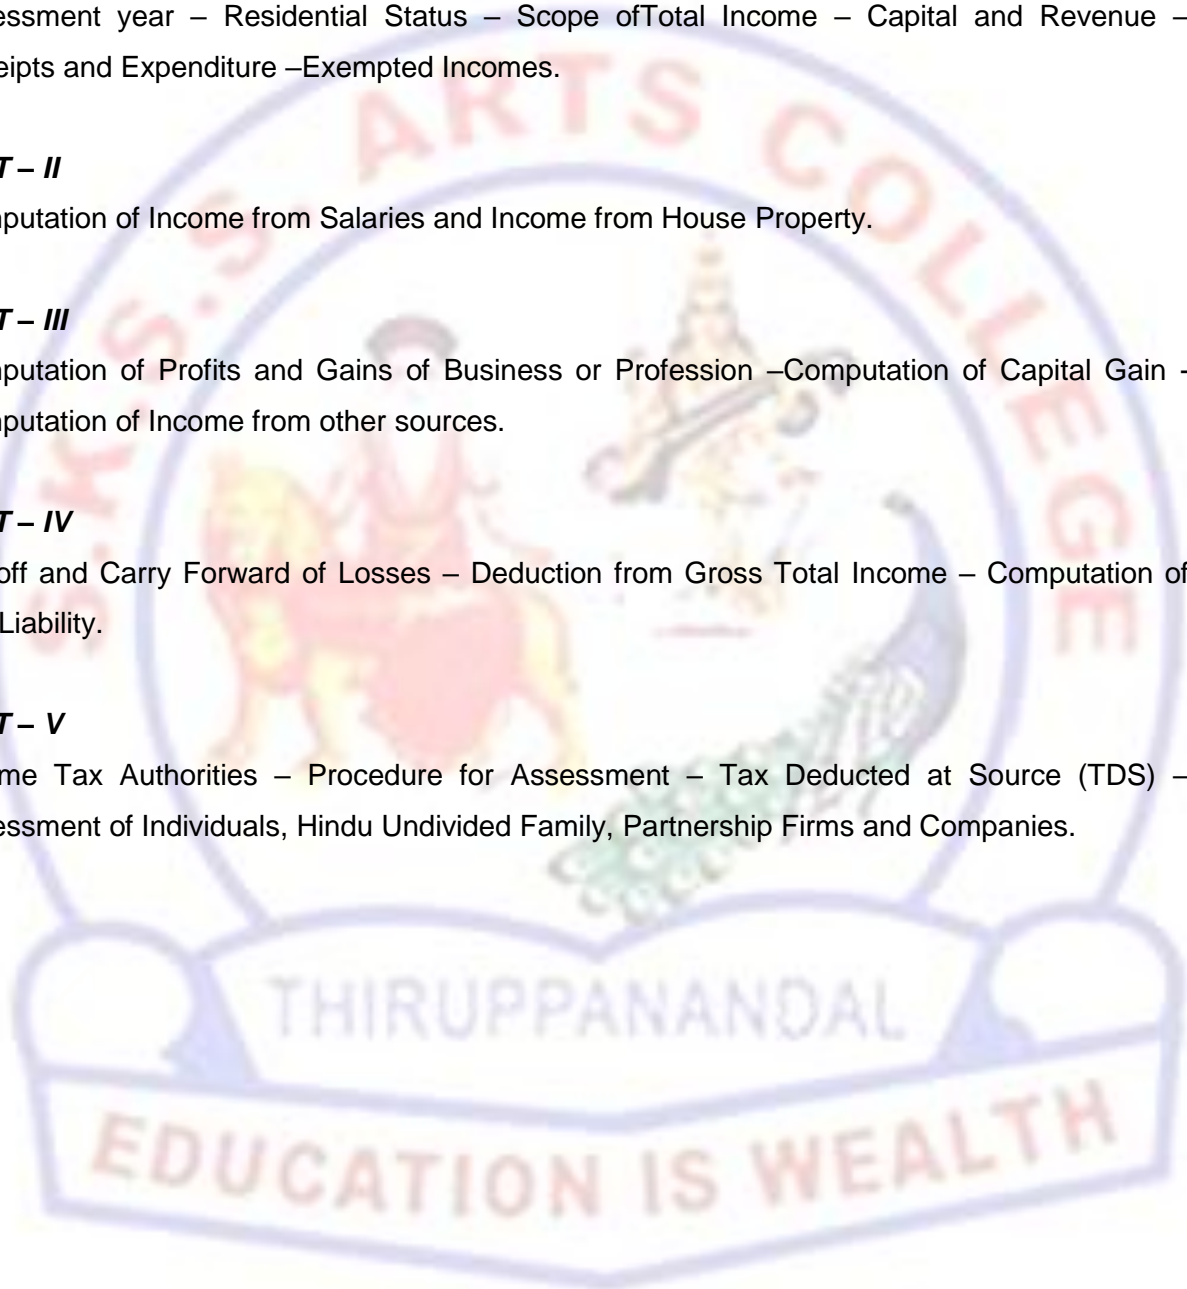 essment year – Residential Status – Scope ofTotal Income – Capital and Revenue –
eipts and Expenditure –Exempted Incomes.
T – II
putation of Income from Salaries and Income from House Property.
T – III
putation of Profits and Gains of Business or Profession –Computation of Capital Gain -
putation of Income from other sources.
T – IV
off and Carry Forward of Losses – Deduction from Gross Total Income – Computation of
Liability.
T – V
me Tax Authorities – Procedure for Assessment – Tax Deducted at Source (TDS) –
essment of Individuals, Hindu Undivided Family, Partnership Firms and Companies.
S.K.S.S. ARTS COLLEGE
THIRUPPANANDAL
EDUCATION IS WEALTH